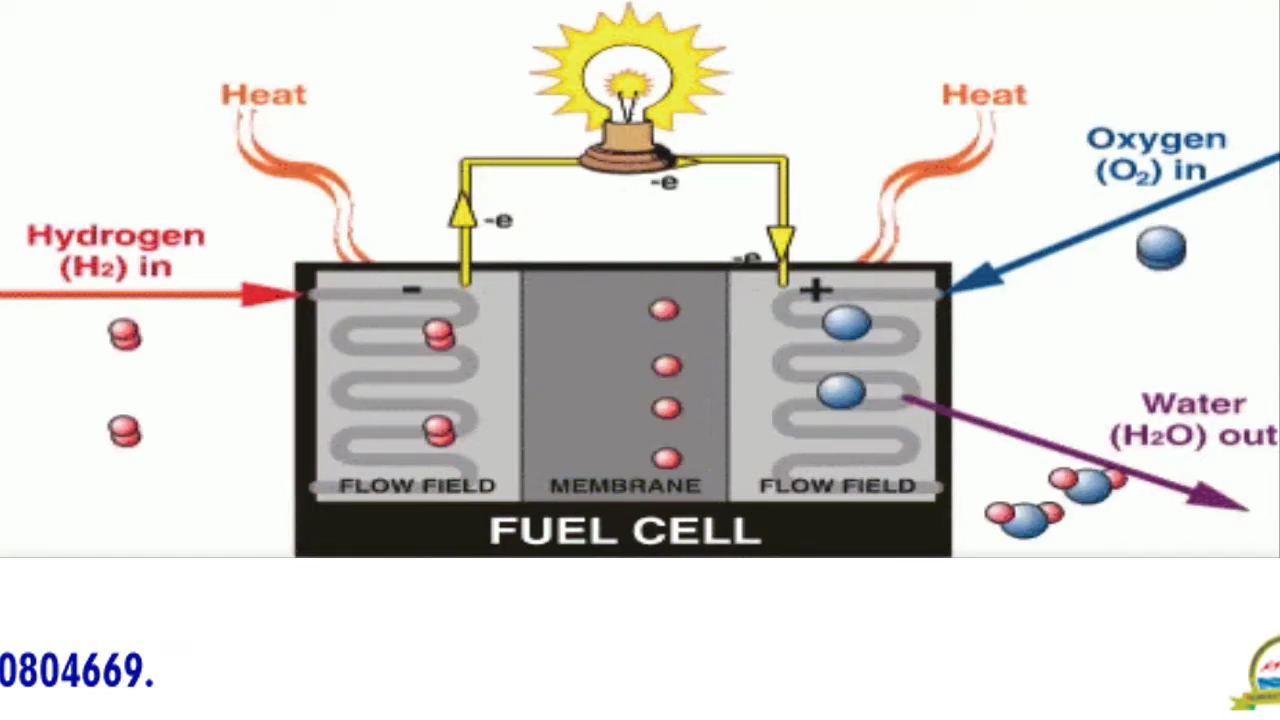 Heat
Heat
Oxygen
(O₂) in
-e
-e
Hydrogen
(H₂) in
-e
-
+
Water
(H₂O) out
FLOW FIELD
MEMBRANE
FLOW FIELD
FUEL CELL
0804669.